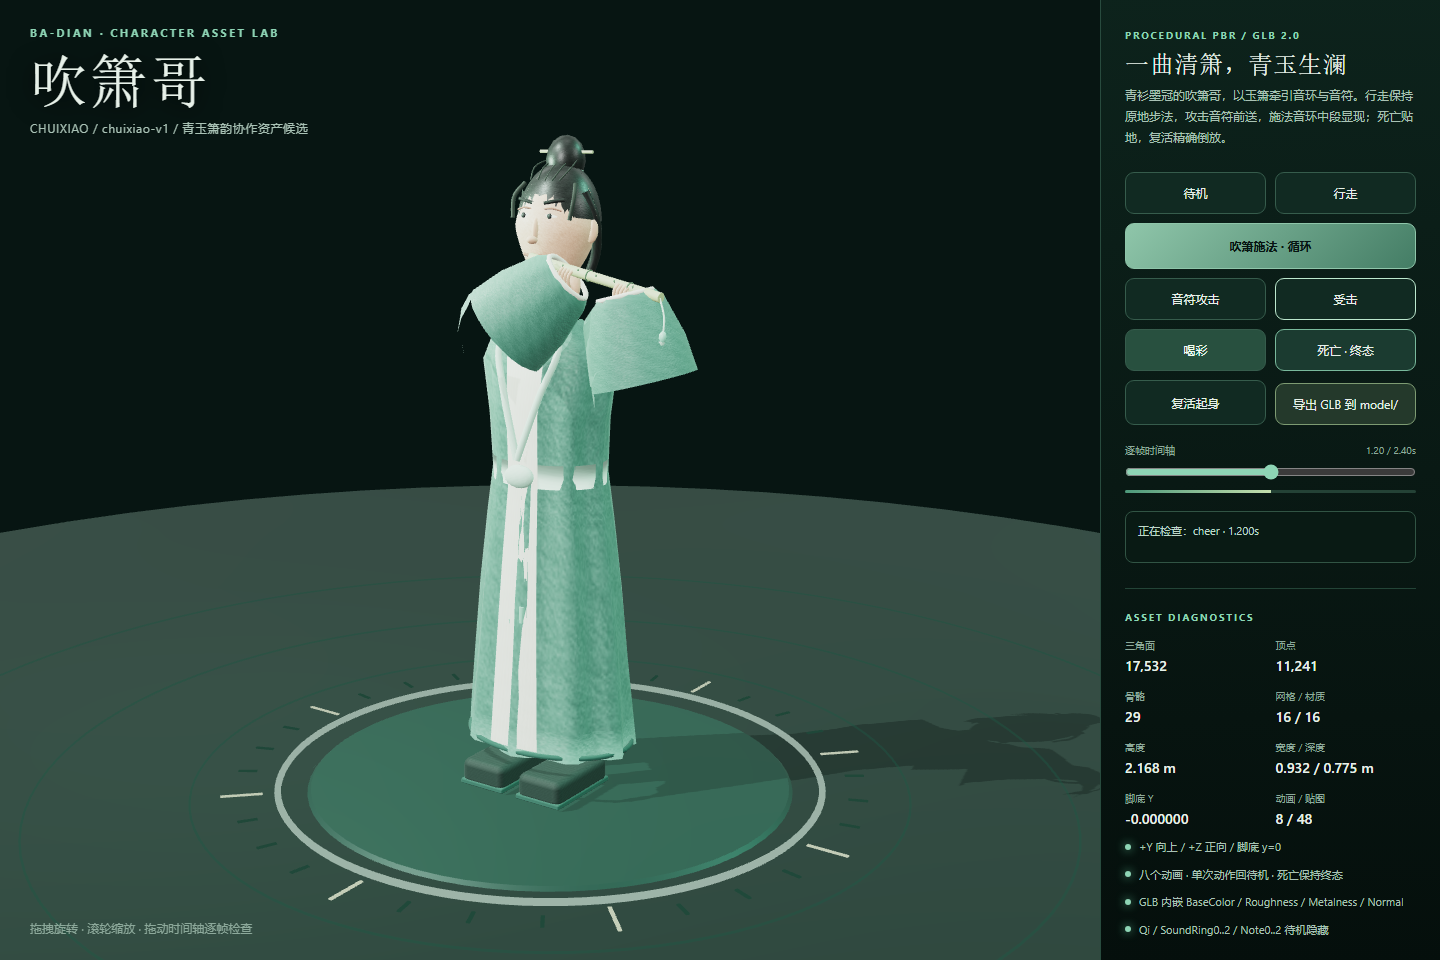 BA-DIAN · CHARACTER ASSET LAB
吹箫哥
CHUIXIAO / chuixiao-v1 / 青玉箫韵协作资产候选
拖拽旋转 · 滚轮缩放 · 拖动时间轴逐帧检查
PROCEDURAL PBR / GLB 2.0
一曲清箫，青玉生澜
青衫墨冠的吹箫哥，以玉箫牵引音环与音符。行走保持
原地步法，攻击音符前送，施法音环中段显现；死亡贴
地，复活精确倒放。
待机
行走
吹箫施法 · 循环
音符攻击
受击
喝彩
死亡 · 终态
复活起身
导出 GLB 到 model/
逐帧时间轴
1.20 / 2.40s
正在检查：cheer · 1.200s
ASSET DIAGNOSTICS
三角面
顶点
17,532
11,241
骨骼
网格 / 材质
29
16 / 16
高度
宽度 / 深度
2.168 m
0.932 / 0.775 m
脚底 Y
动画 / 贴图
-0.000000
8 / 48
+Y 向上 / +Z 正向 / 脚底 y=0
八个动画 · 单次动作回待机 · 死亡保持终态
GLB 内嵌 BaseColor / Roughness / Metalness / Normal
Qi / SoundRing0..2 / Note0..2 待机隐藏